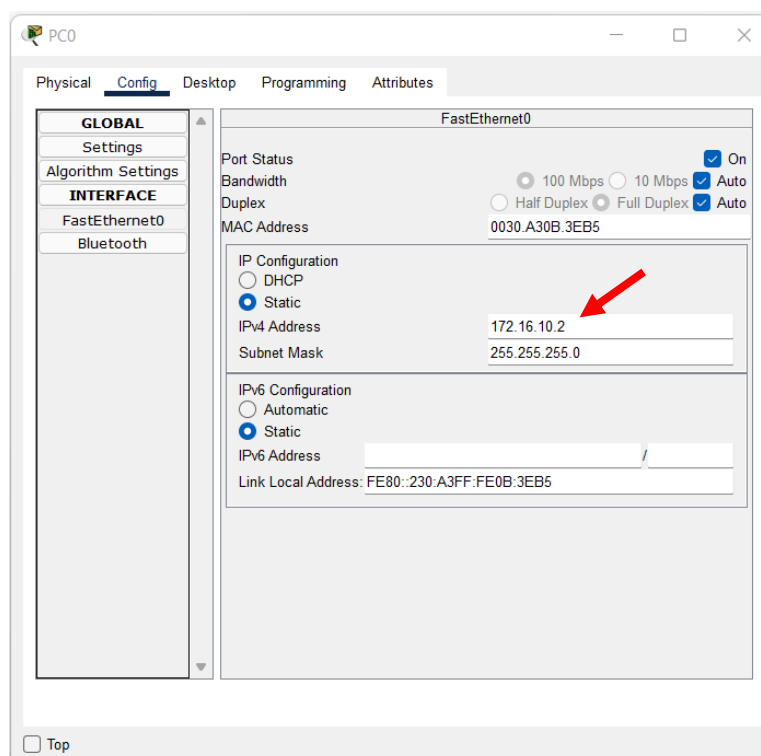 PC0
Physical Config Desktop Programming Attributes
GLOBAL
Settings
Algorithm Settings
INTERFACE
FastEthernet0
Bluetooth
FastEthernet0
Port Status On
Bandwidth 100 Mbps 10 Mbps Auto
Duplex Half Duplex Full Duplex Auto
MAC Address 0030.A30B.3EB5
IP Configuration
DHCP
Static
IPv4 Address 172.16.10.2
Subnet Mask 255.255.255.0
IPv6 Configuration
Automatic
Static
IPv6 Address /
Link Local Address: FE80::230:A3FF:FE0B:3EB5
Top